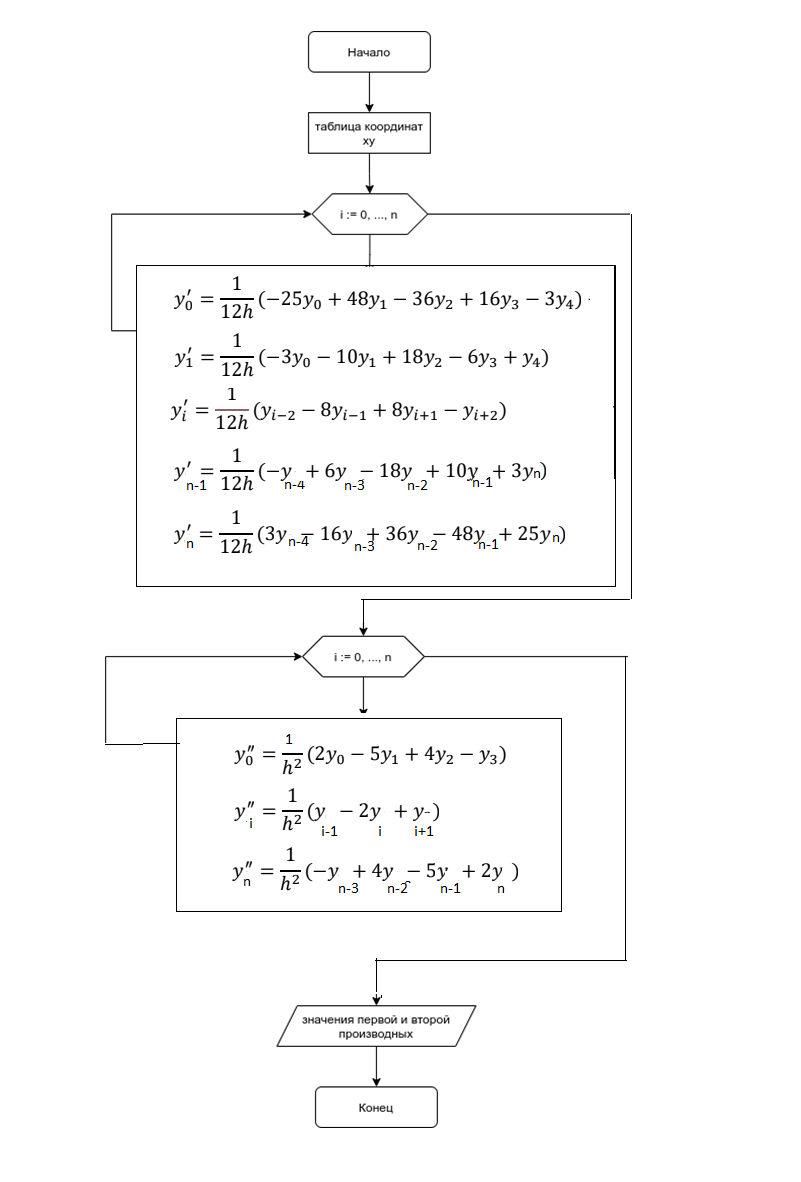 Начало
таблица координат
xy
i := 0, ..., n
y′₀ = 1/12h (−25y₀ + 48y₁ − 36y₂ + 16y₃ − 3y₄)
y′₁ = 1/12h (−3y₀ − 10y₁ + 18y₂ − 6y₃ + y₄)
y′ᵢ = 1/12h (yᵢ₋₂ − 8yᵢ₋₁ + 8yᵢ₊₁ − yᵢ₊₂)
y′n-1 = 1/12h (−yn-4 + 6yn-3 − 18yn-2 + 10yn-1 + 3yn)
y′n = 1/12h (3yn-4 − 16yn-3 + 36yn-2 − 48yn-1 + 25yn)
i := 0, ..., n
y″₀ = 1/h² (2y₀ − 5y₁ + 4y₂ − y₃)
y″i = 1/h² (yi-1 − 2yi + yi+1)
y″n = 1/h² (−yn-3 + 4yn-2 − 5yn-1 + 2yn)
значения первой и второй
производных
Конец